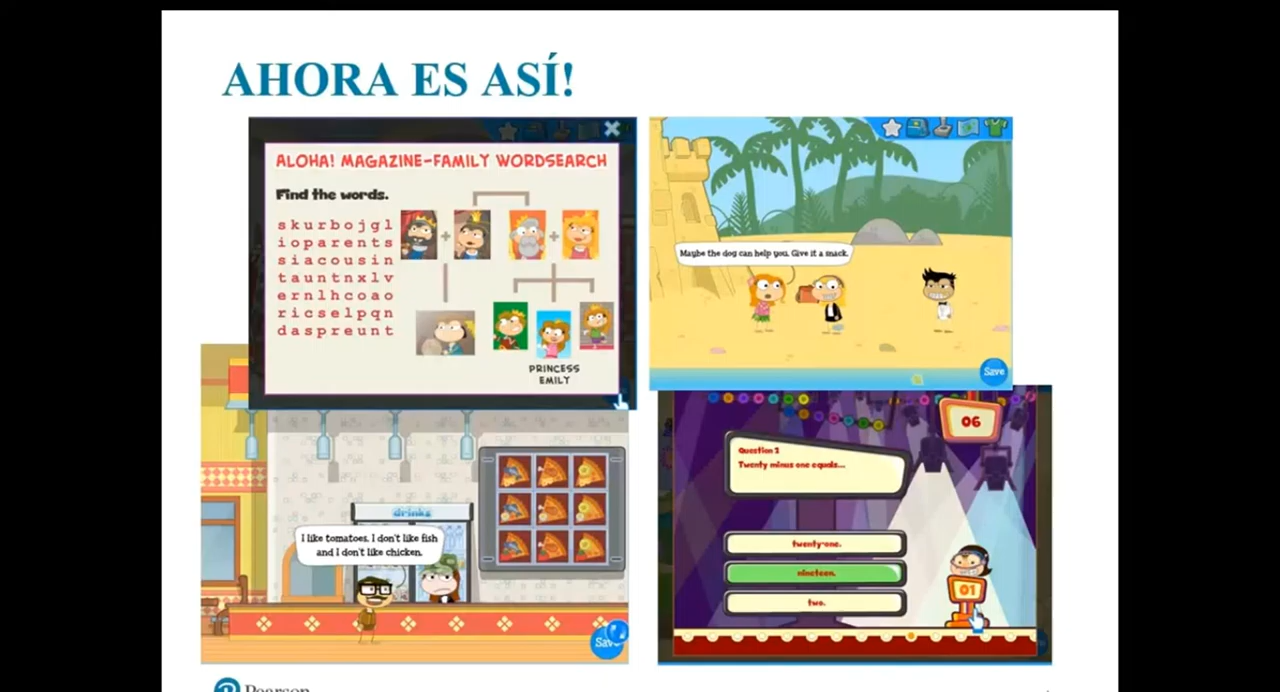 AHORA ES ASÍ!
ALOHA! MAGAZINE-FAMILY WORDSEARCH
Find the words.
s k u r b o j g l
i o p a r e n t s
s i a c o u s i n
t a u n t n x l v
e r n l h c o a o
r i c s e l p q n
d a s p r e u n t
PRINCESS
EMILY
Maybe the dog can help you. Give it a snack.
Save
drinks
I like tomatoes. I don't like fish
and I don't like chicken.
Save
06
Question 2
Twenty minus one equals...
twenty-one.
nineteen.
two.
01
Pearson